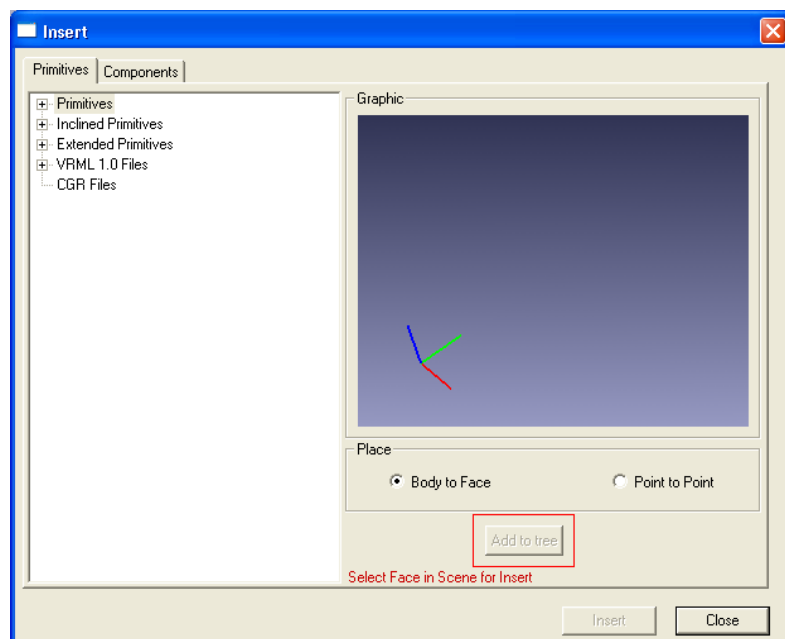 Insert
Primitives Components
Primitives
Inclined Primitives
Extended Primitives
VRML 1.0 Files
CGR Files
Graphic
Place
Body to Face Point to Point
Add to tree
Select Face in Scene for Insert
Insert Close